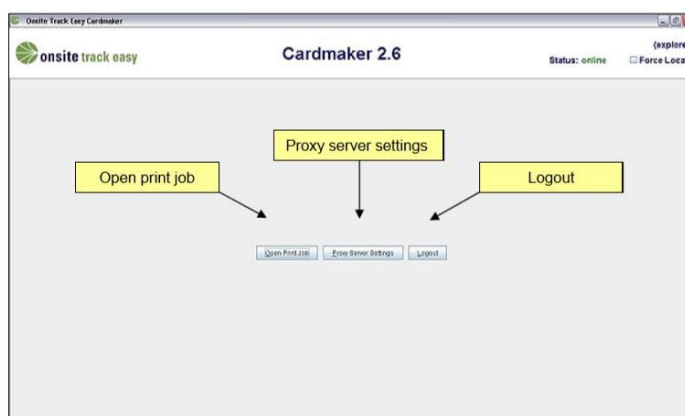 Onsite Track Easy Cardmaker
onsite track easy
Cardmaker 2.6
(explore
Status: online
Force Loca
Proxy server settings
Open print job
Logout
Open Print Job
Proxy Server Settings
Logout